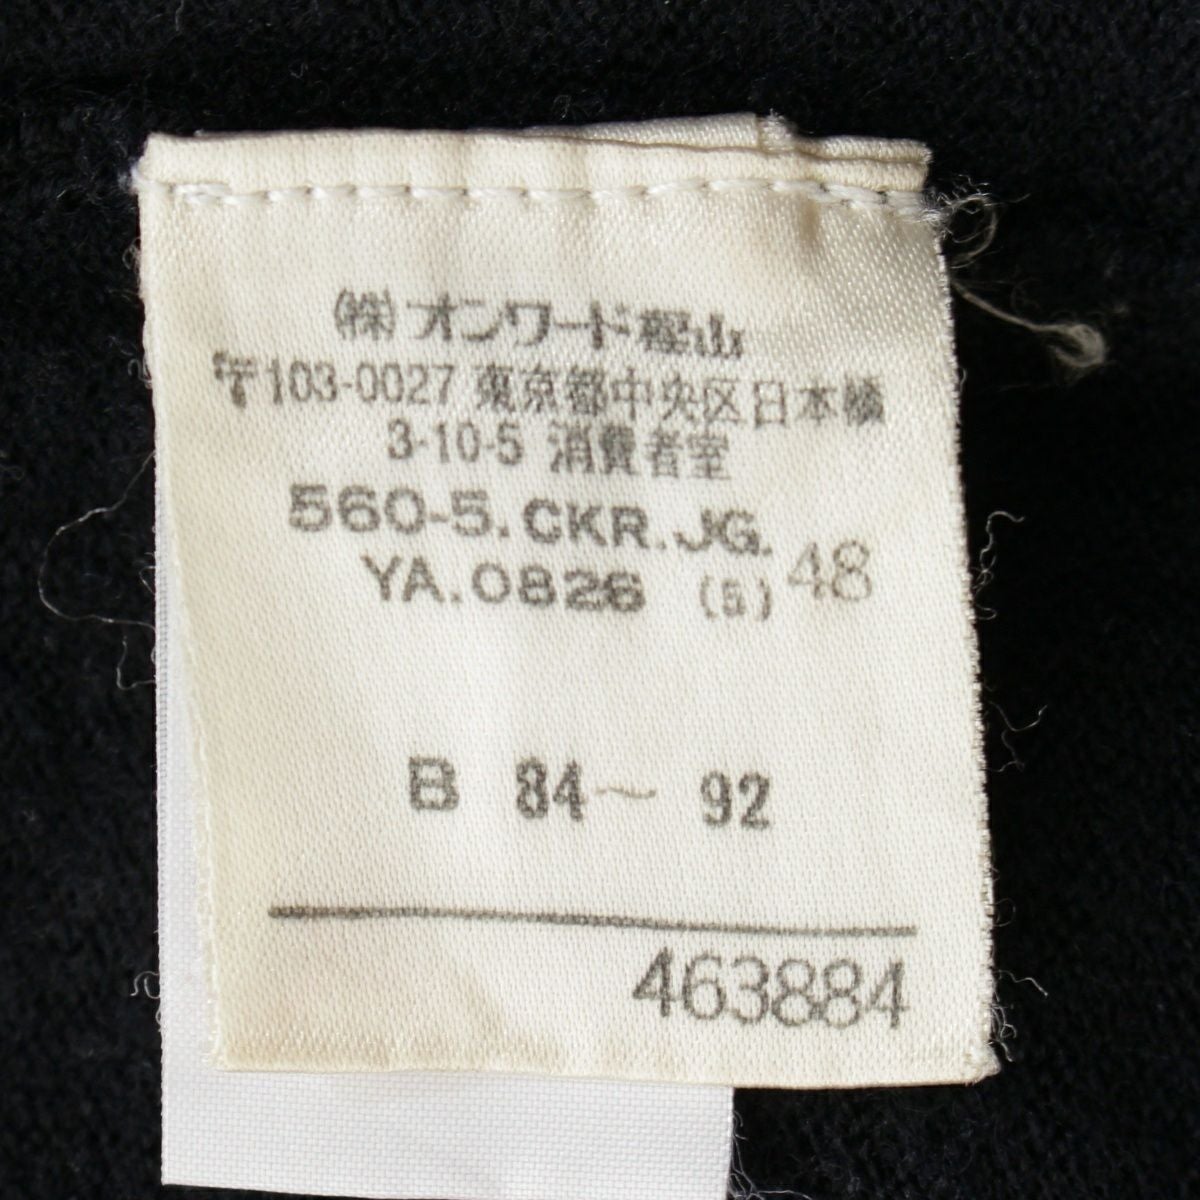 (株)オンワード樫山
〒103-0027 東京都中央区日本橋
3-10-5 消費者室
560-5.CKR.JG.
YA.0826 (S) 48
B 84~ 92
463884